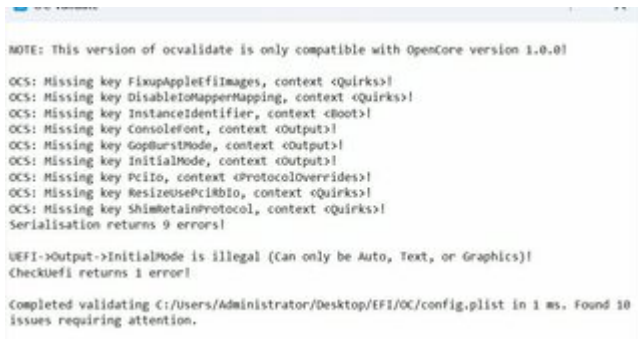 OC Validate
NOTE: This version of ocvalidate is only compatible with OpenCore version 1.0.0!
OCS: Missing key FixupAppleEfiImages, context <Quirks>!
OCS: Missing key DisableIoMapperMapping, context <Quirks>!
OCS: Missing key InstanceIdentifier, context <Boot>!
OCS: Missing key ConsoleFont, context <Output>!
OCS: Missing key GopBurstMode, context <Output>!
OCS: Missing key InitialMode, context <Output>!
OCS: Missing key PciIo, context <ProtocolOverrides>!
OCS: Missing key ResizeUsePciRbIo, context <Quirks>!
OCS: Missing key ShimRetainProtocol, context <Quirks>!
Serialisation returns 9 errors!
UEFI->Output->InitialMode is illegal (Can only be Auto, Text, or Graphics)!
CheckUefi returns 1 error!
Completed validating C:/Users/Administrator/Desktop/EFI/OC/config.plist in 1 ms. Found 10
issues requiring attention.